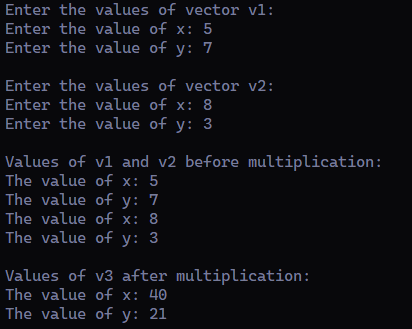 Enter the values of vector v1:
Enter the value of x: 5
Enter the value of y: 7
Enter the values of vector v2:
Enter the value of x: 8
Enter the value of y: 3
Values of v1 and v2 before multiplication:
The value of x: 5
The value of y: 7
The value of x: 8
The value of y: 3
Values of v3 after multiplication:
The value of x: 40
The value of y: 21